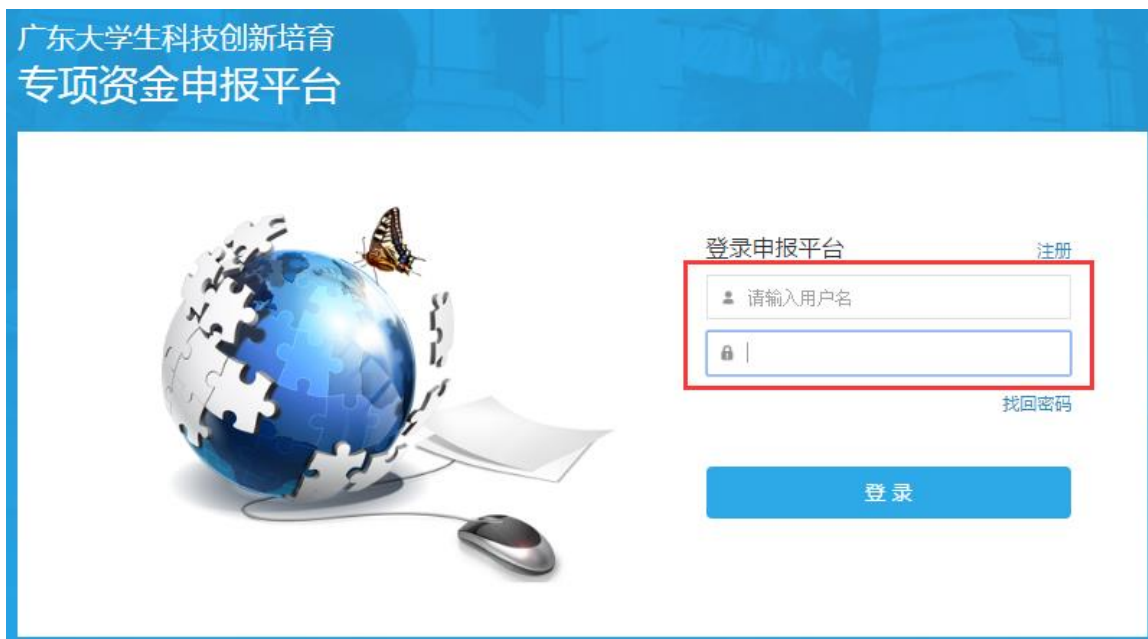 广东大学生科技创新培育
专项资金申报平台
登录申报平台
注册
请输入用户名
找回密码
登 录